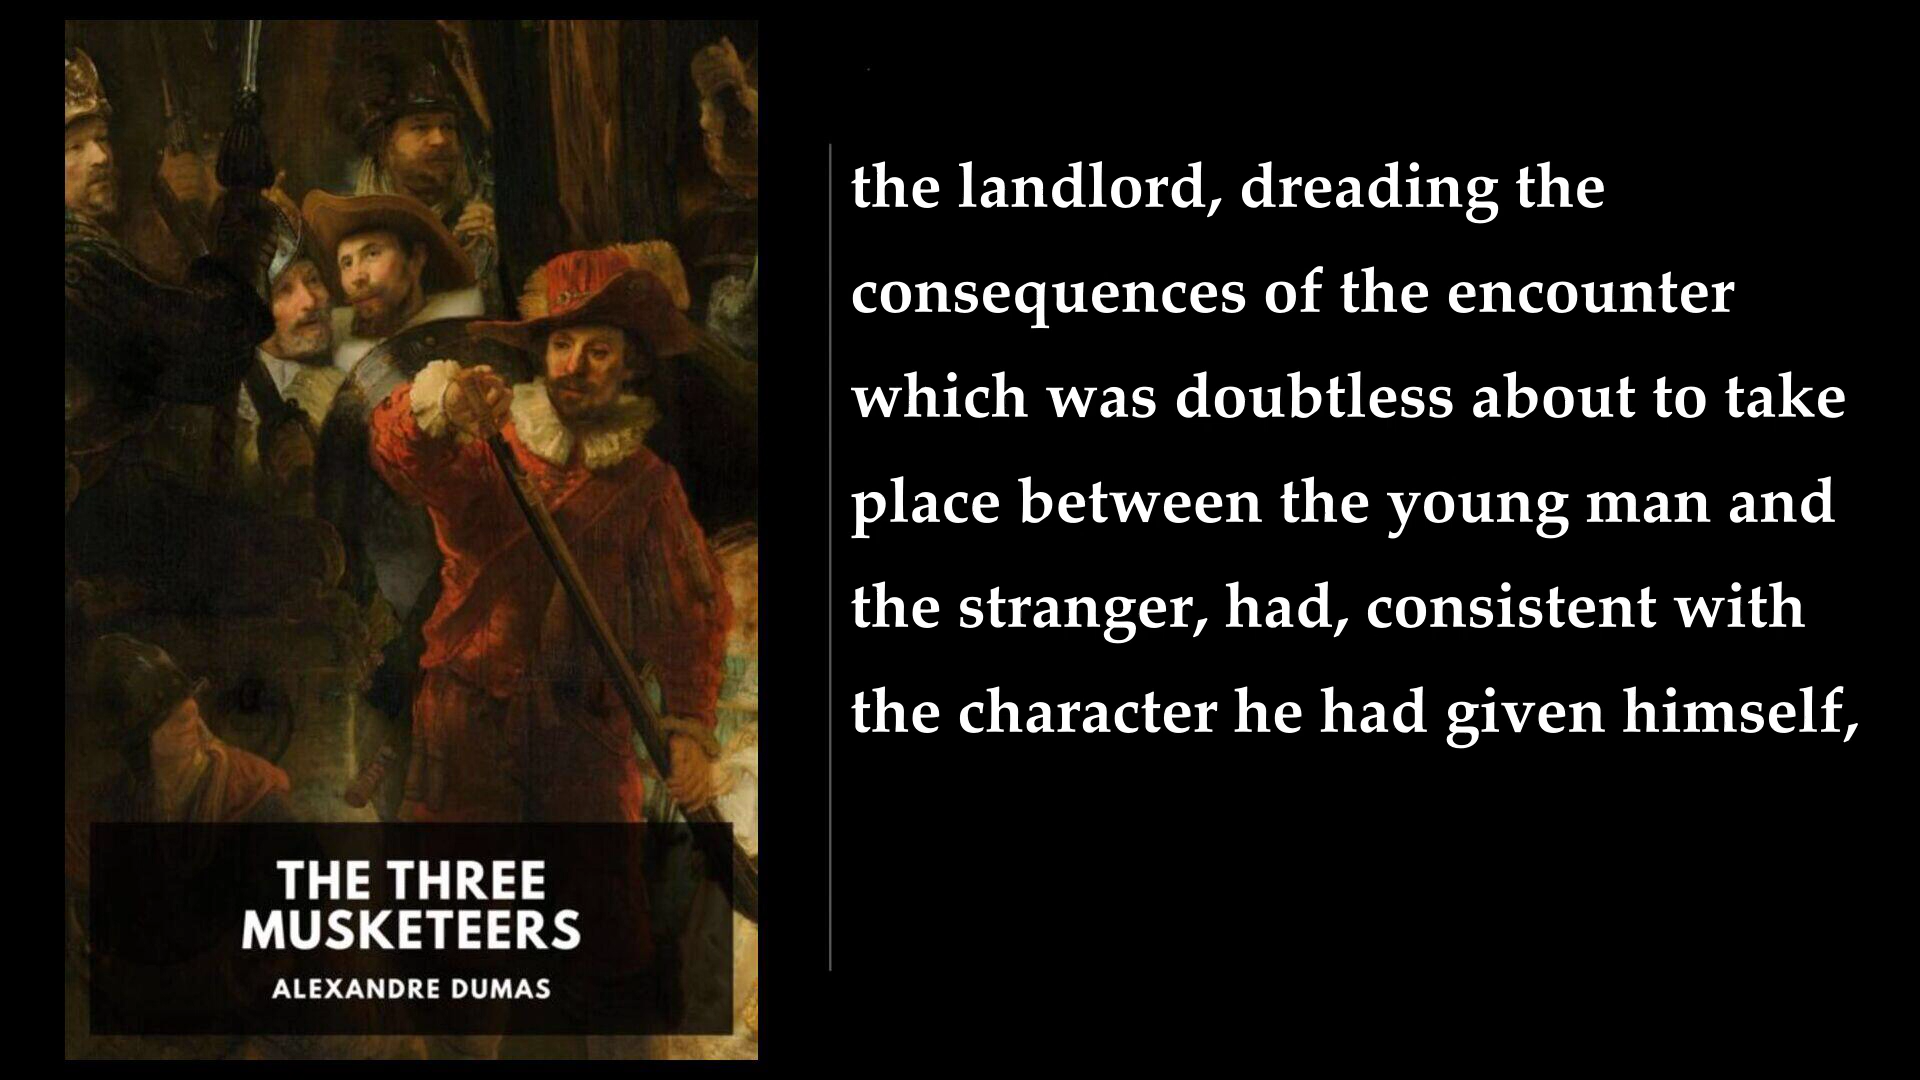 the landlord, dreading the
consequences of the encounter
which was doubtless about to take
place between the young man and
the stranger, had, consistent with
the character he had given himself,
THE THREE
MUSKETEERS
ALEXANDRE DUMAS